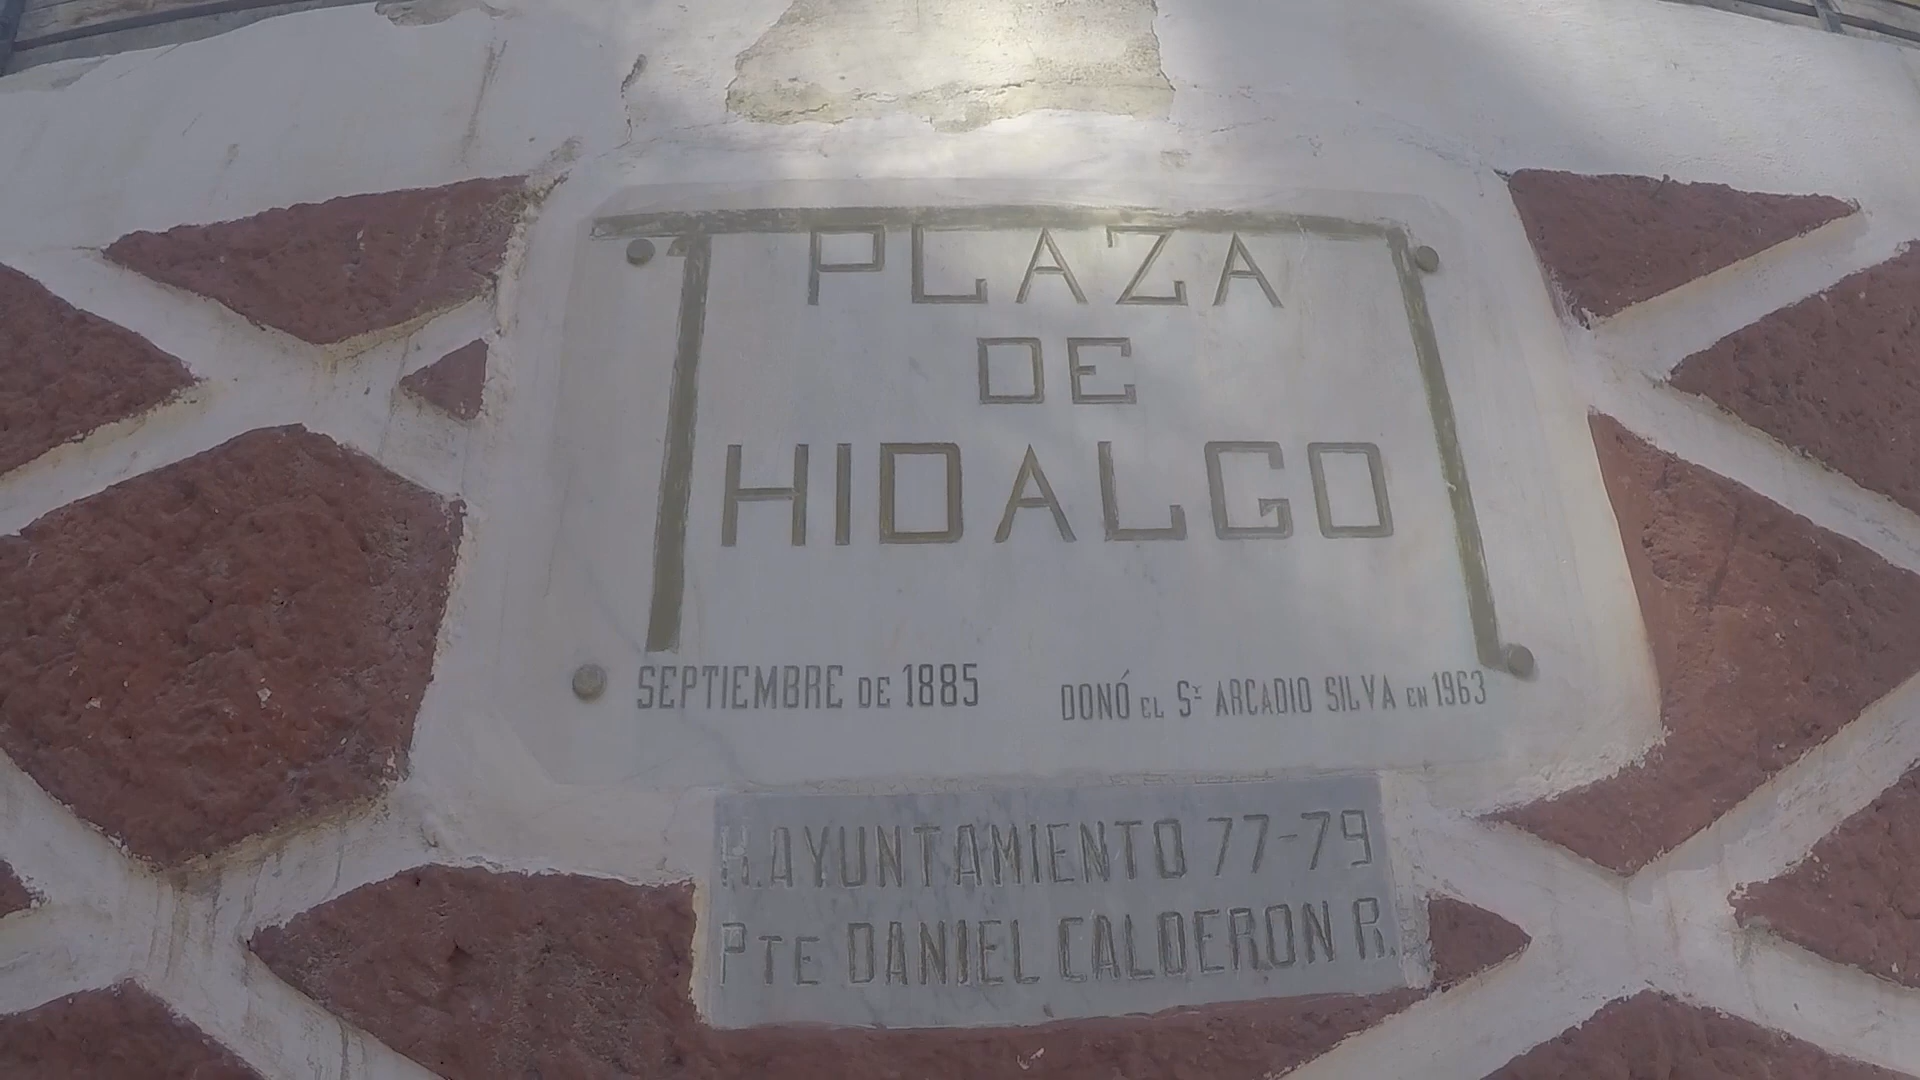 PLAZA
DE
HIDALGO
SEPTIEMBRE DE 1885 DONÓ EL Sr ARCADIO SILVA EN 1963
H. AYUNTAMIENTO 77-79
PTE DANIEL CALDERON R.